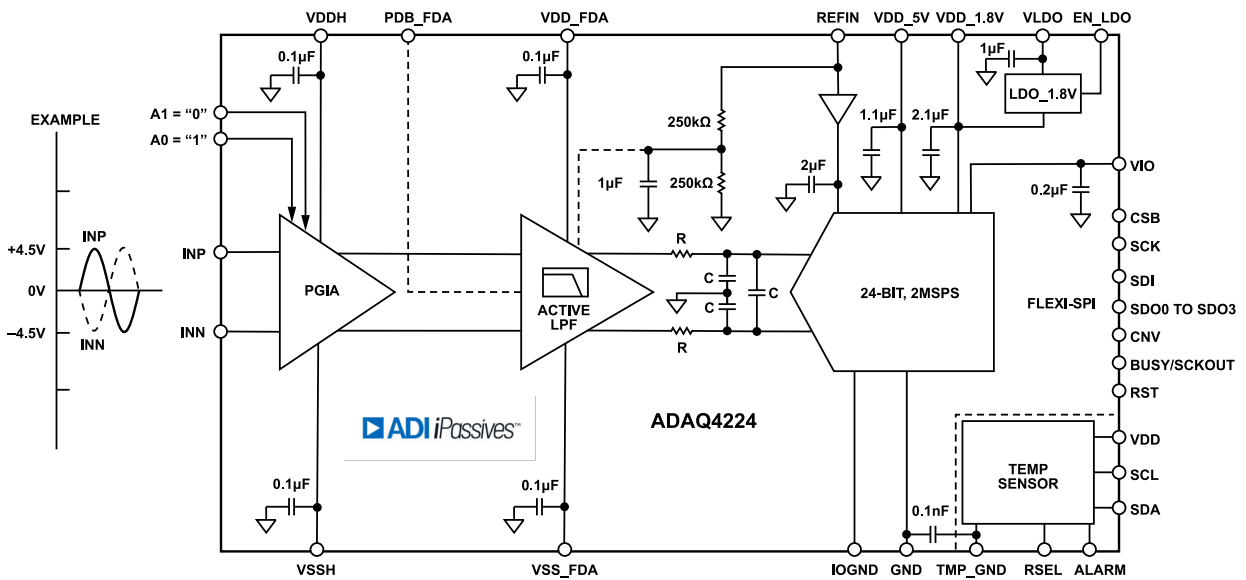 VDDH PDB_FDA VDD_FDA REFIN VDD_5V VDD_1.8V VLDO EN_LDO
0.1µF
0.1µF
1µF
LDO_1.8V
A1 = “0”
A0 = “1”
EXAMPLE
250kΩ
1.1µF
2.1µF
1µF
250kΩ
2µF
0.2µF
VIO
CSB
SCK
SDI
SDO0 TO SDO3
CNV
BUSY/SCKOUT
RST
FLEXI-SPI
+4.5V
0V
–4.5V
INP
INN
INP
INN
PGIA
ACTIVE
LPF
R
C
C
C
R
24-BIT, 2MSPS
ADI iPassives™
ADAQ4224
TEMP
SENSOR
VDD
SCL
SDA
0.1µF
0.1µF
0.1nF
VSSH VSS_FDA IOGND GND TMP_GND RSEL ALARM